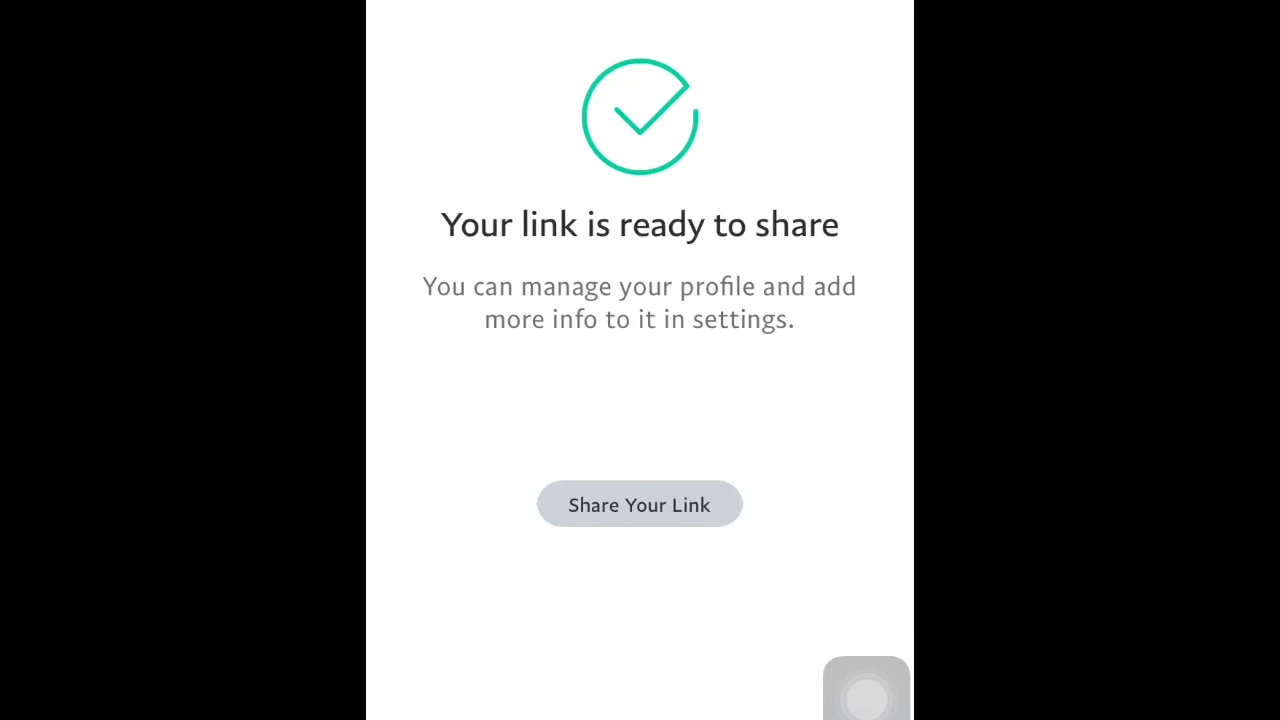 Your link is ready to share
You can manage your profile and add
more info to it in settings.
Share Your Link